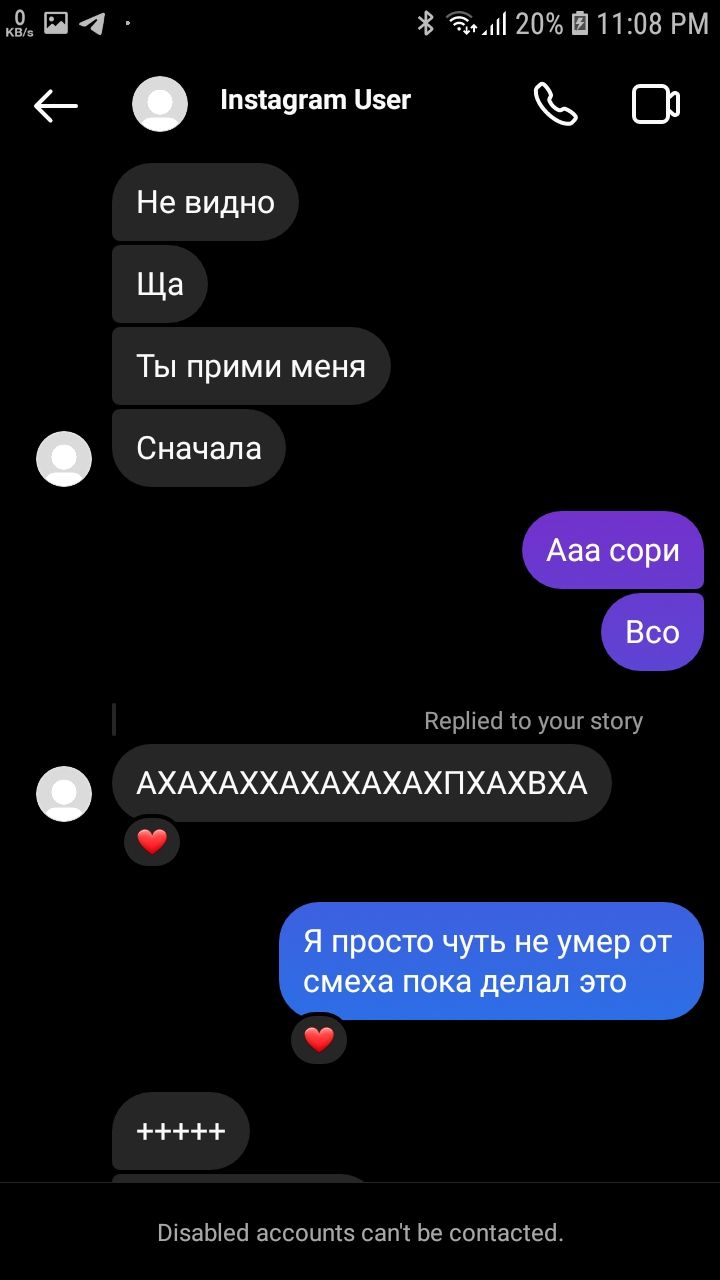 0
KB/s
20%
11:08 PM
Instagram User
Не видно
Ща
Ты прими меня
Сначала
Ааа сори
Всо
Replied to your story
АХАХАХХАХАХАХАХПХАХВХА
Я просто чуть не умер от
смеха пока делал это
+++++
Disabled accounts can't be contacted.